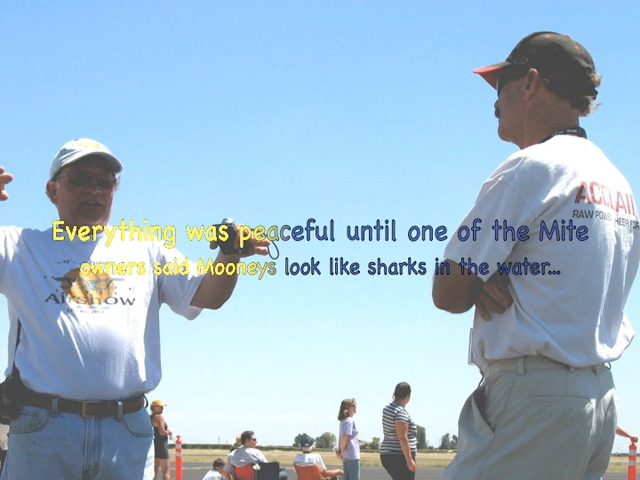 Everything was peaceful until one of the Mite
owners said Mooneys look like sharks in the water...
Airshow
ACCLAIM
RAW POWER